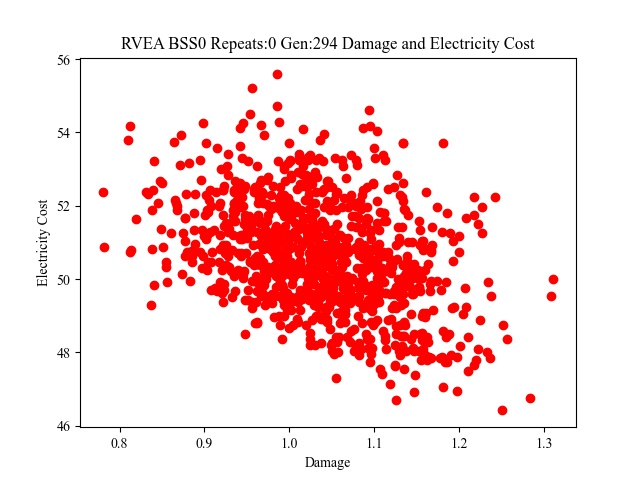 RVEA BSS0 Repeats:0 Gen:294 Damage and Electricity Cost
56
54
52
50
48
46
Electricity Cost
0.8 0.9 1.0 1.1 1.2 1.3
Damage